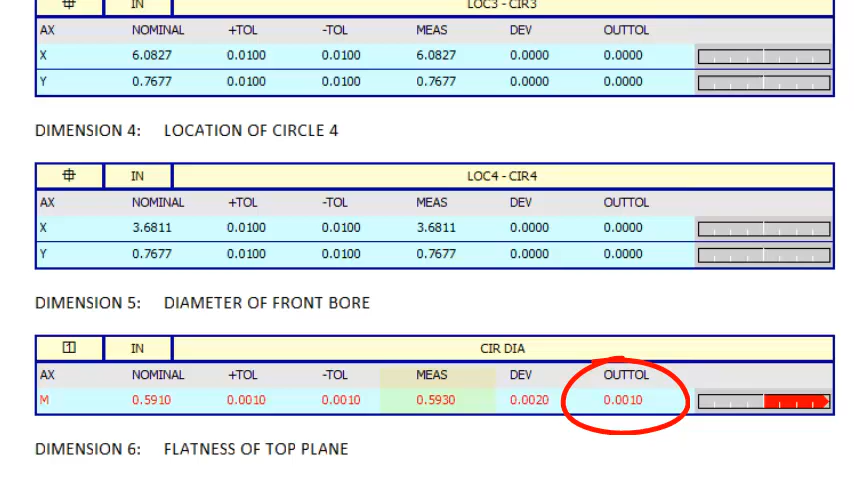 IN LOC3 - CIR3
AX NOMINAL +TOL -TOL MEAS DEV OUTTOL
X 6.0827 0.0100 0.0100 6.0827 0.0000 0.0000
Y 0.7677 0.0100 0.0100 0.7677 0.0000 0.0000
DIMENSION 4: LOCATION OF CIRCLE 4
IN LOC4 - CIR4
AX NOMINAL +TOL -TOL MEAS DEV OUTTOL
X 3.6811 0.0100 0.0100 3.6811 0.0000 0.0000
Y 0.7677 0.0100 0.0100 0.7677 0.0000 0.0000
DIMENSION 5: DIAMETER OF FRONT BORE
1 IN CIR DIA
AX NOMINAL +TOL -TOL MEAS DEV OUTTOL
M 0.5910 0.0010 0.0010 0.5930 0.0020 0.0010
DIMENSION 6: FLATNESS OF TOP PLANE